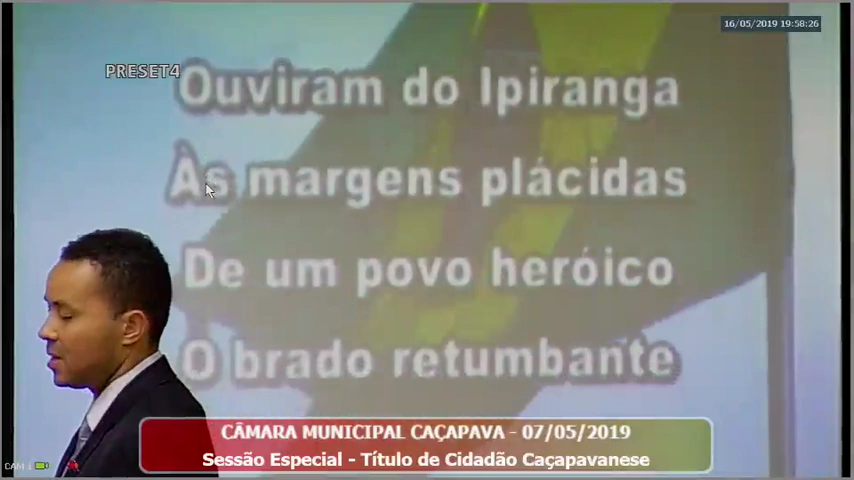 16/05/2019 19:58:26
PRESET4
Ouviram do Ipiranga
Às margens plácidas
De um povo heróico
O brado retumbante
CÂMARA MUNICIPAL CAÇAPAVA - 07/05/2019
Sessão Especial - Título de Cidadão Caçapavanese
CAM 1